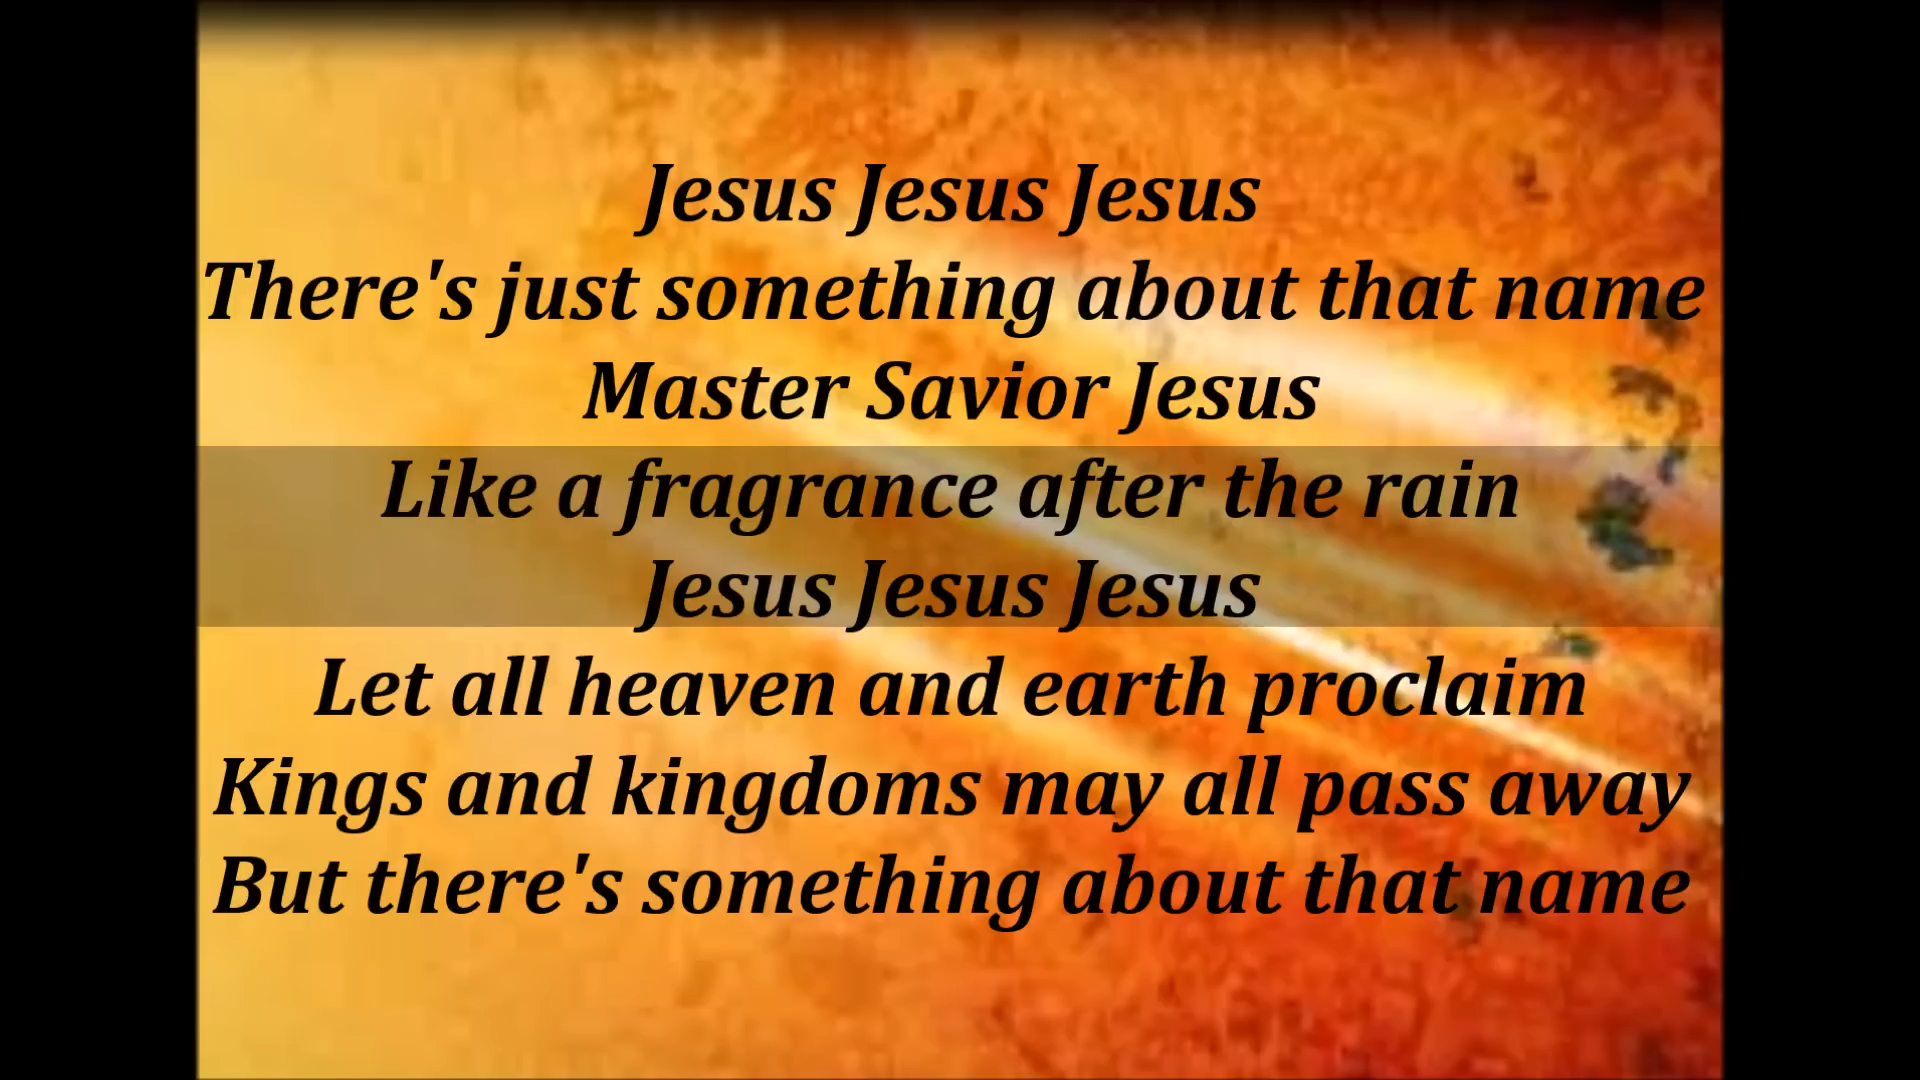 Jesus Jesus Jesus
There's just something about that name
Master Savior Jesus
Like a fragrance after the rain
Jesus Jesus Jesus
Let all heaven and earth proclaim
Kings and kingdoms may all pass away
But there's something about that name